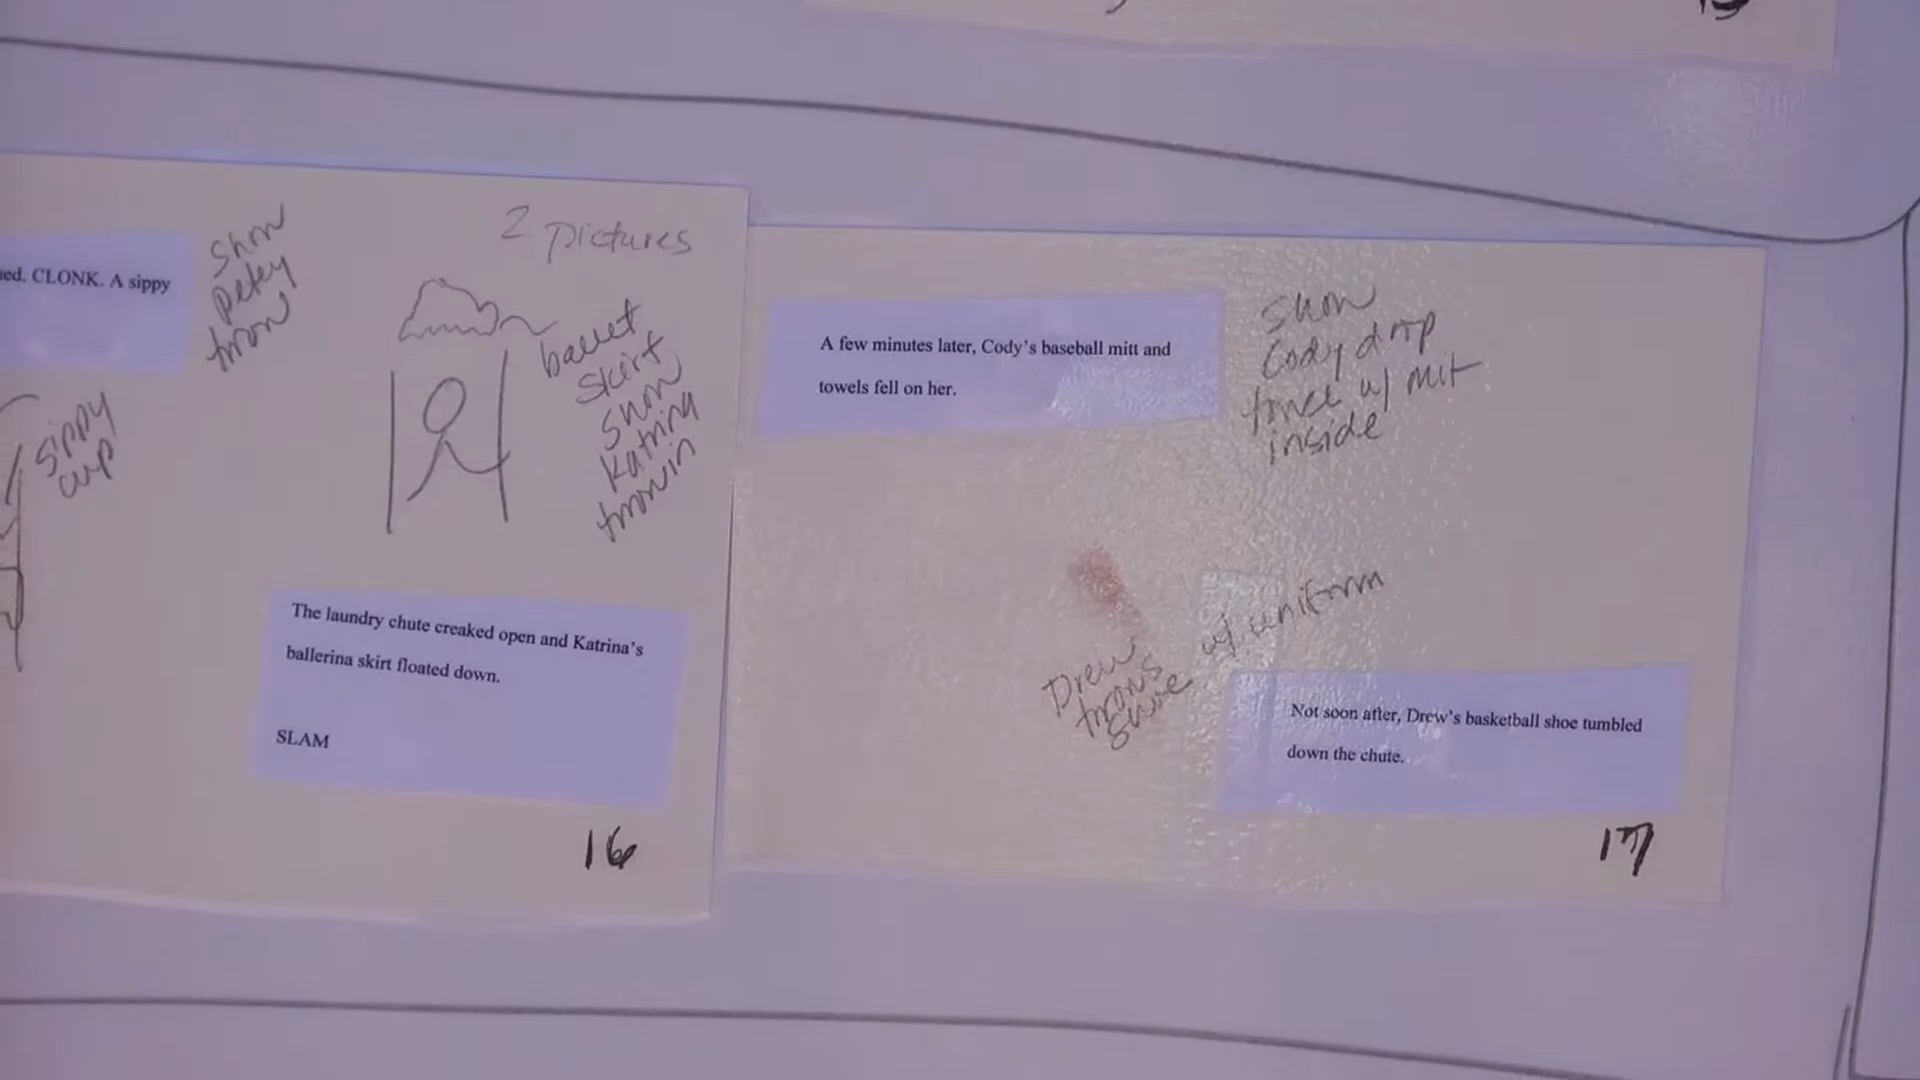 ed. CLONK. A sippy
show
petey
throw
sippy
cup
2 pictures
ballet
skirt
show
Katrina
throwin
The laundry chute creaked open and Katrina's
ballerina skirt floated down.
SLAM
16
A few minutes later, Cody's baseball mitt and
towels fell on her.
show
Cody drop
w/ mit
inside
Drew
throws
shoe w/ uniform
Not soon after, Drew's basketball shoe tumbled
down the chute.
17